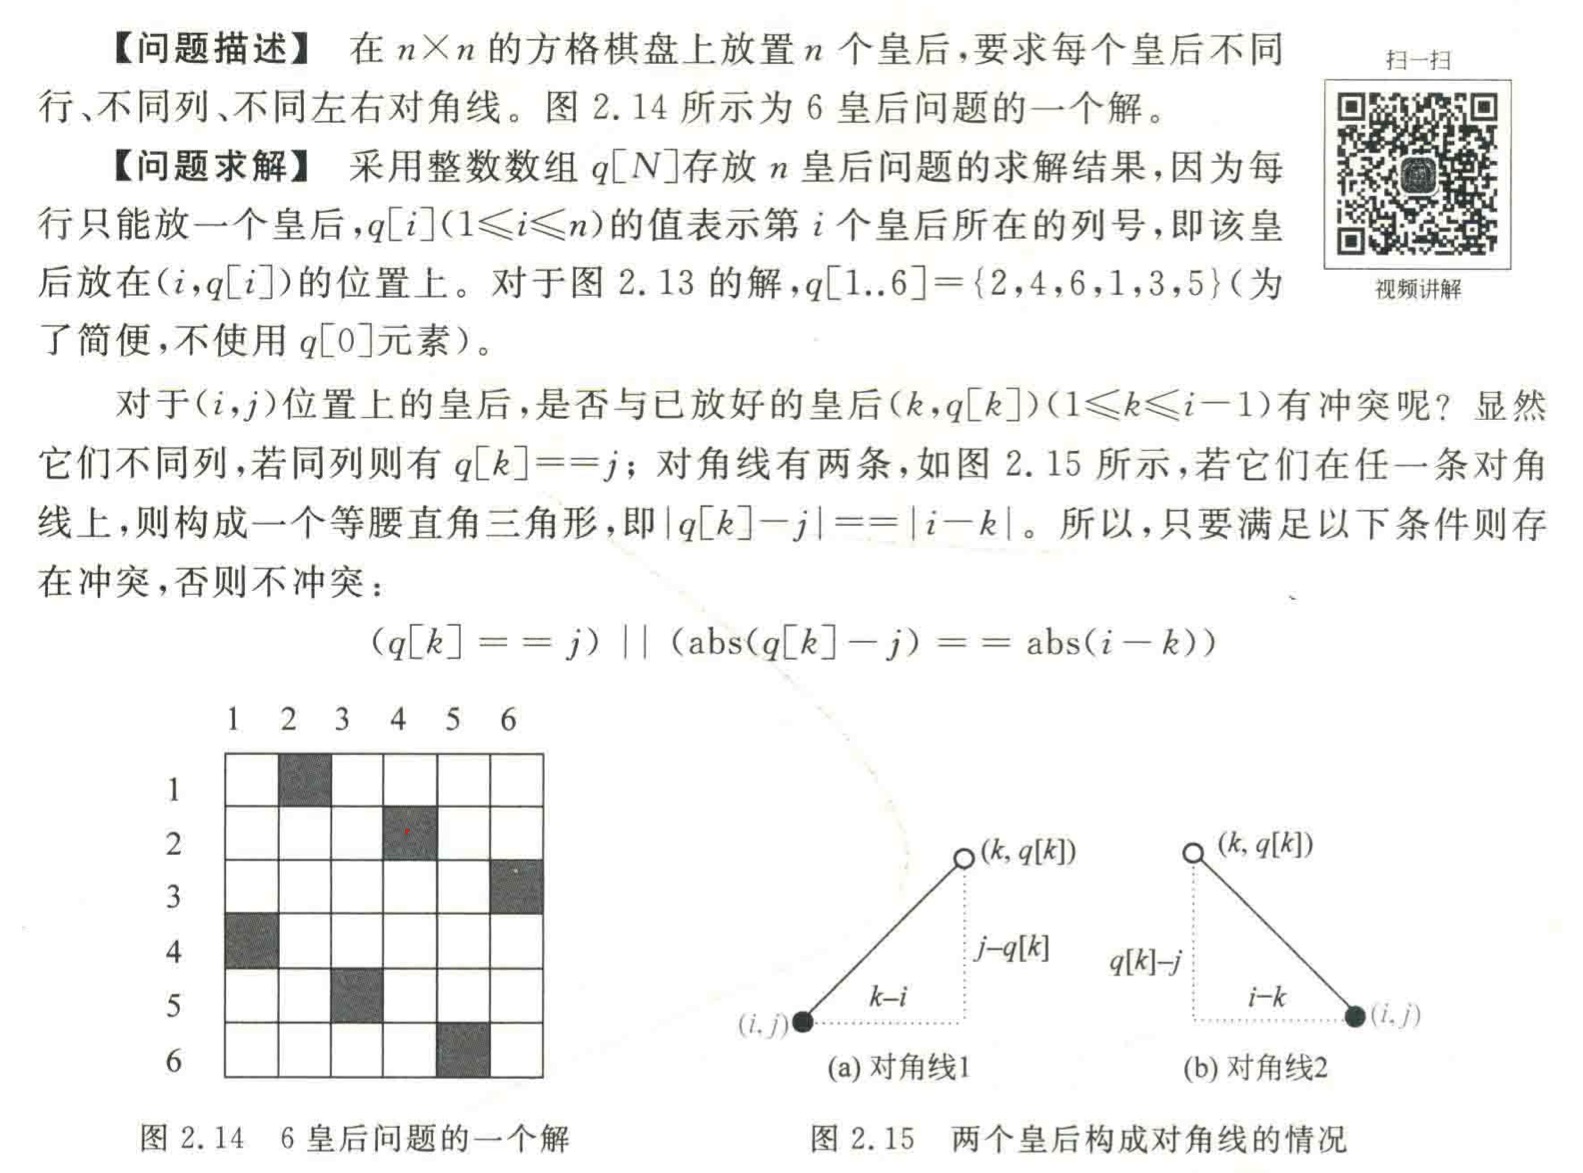 【问题描述】 在 n×n 的方格棋盘上放置 n 个皇后,要求每个皇后不同
行、不同列、不同左右对角线。图 2.14 所示为 6 皇后问题的一个解。
【问题求解】 采用整数数组 q[N]存放 n 皇后问题的求解结果,因为每
行只能放一个皇后,q[i](1≤i≤n)的值表示第 i 个皇后所在的列号,即该皇
后放在(i,q[i])的位置上。对于图 2.13 的解,q[1..6]={2,4,6,1,3,5}(为
了简便,不使用 q[0]元素)。
扫一扫
视频讲解
对于(i,j)位置上的皇后,是否与已放好的皇后(k,q[k])(1≤k≤i-1)有冲突呢? 显然
它们不同列,若同列则有 q[k]==j; 对角线有两条,如图 2.15 所示,若它们在任一条对角
线上,则构成一个等腰直角三角形,即|q[k]-j|==|i-k|。所以,只要满足以下条件则存
在冲突,否则不冲突:
(q[k] == j) || (abs(q[k]-j) == abs(i-k))
1 2 3 4 5 6
1
2
3
4
5
6
图 2.14 6 皇后问题的一个解
(k, q[k])
j-q[k]
k-i
(i, j)
(a) 对角线1
(k, q[k])
q[k]-j
i-k
(i, j)
(b) 对角线2
图 2.15 两个皇后构成对角线的情况